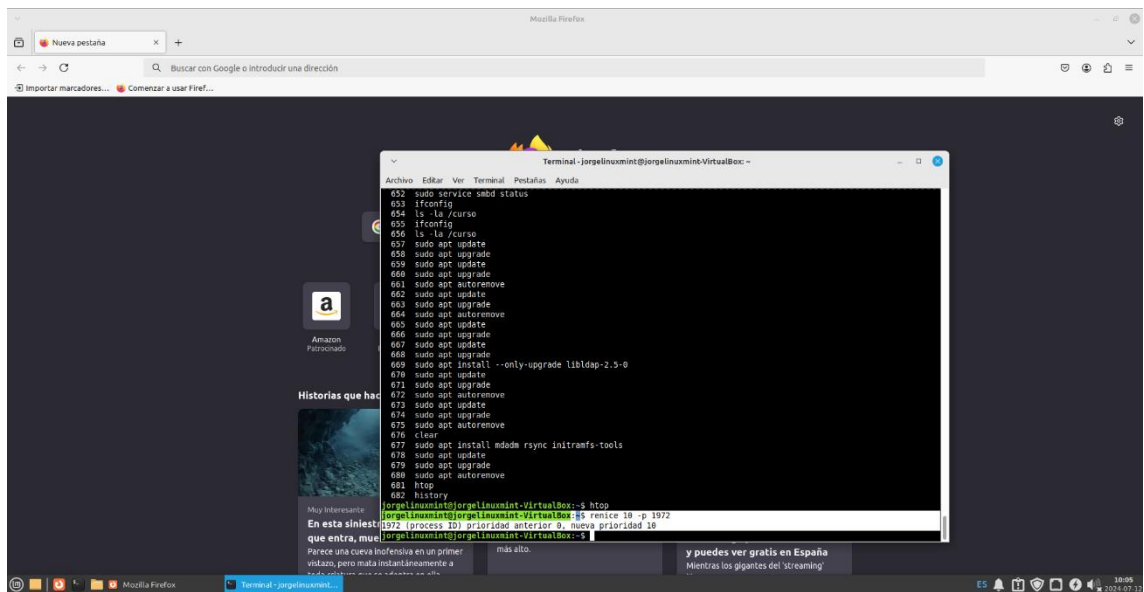 Mozilla Firefox
Nueva pestaña
Buscar con Google o introducir una dirección
Importar marcadores... Comenzar a usar Firef...
Terminal - jorgelinuxmint@jorgelinuxmint-VirtualBox: ~
Archivo Editar Ver Terminal Pestañas Ayuda
652 sudo service smbd status
653 ifconfig
654 ls -la /curso
655 ifconfig
656 ls -la /curso
657 sudo apt update
658 sudo apt upgrade
659 sudo apt update
660 sudo apt upgrade
661 sudo apt autoremove
662 sudo apt update
663 sudo apt upgrade
664 sudo apt autoremove
665 sudo apt update
666 sudo apt upgrade
667 sudo apt update
668 sudo apt upgrade
669 sudo apt install --only-upgrade libldap-2.5-0
670 sudo apt update
671 sudo apt upgrade
672 sudo apt autoremove
673 sudo apt update
674 sudo apt upgrade
675 sudo apt autoremove
676 clear
677 sudo apt install mdadm rsync initramfs-tools
678 sudo apt update
679 sudo apt upgrade
680 sudo apt autoremove
681 htop
682 history
jorgelinuxmint@jorgelinuxmint-VirtualBox:~$ htop
jorgelinuxmint@jorgelinuxmint-VirtualBox:~$ renice 10 -p 1972
1972 (process ID) prioridad anterior 0, nueva prioridad 10
jorgelinuxmint@jorgelinuxmint-VirtualBox:~$
Amazon
Patrocinado
Historias que hac
Muy Interesante
En esta siniest
que entra, mue
Parece una cueva inofensiva en un primer
vistazo, pero mata instantáneamente a
más alto.
y puedes ver gratis en España
Mientras los gigantes del 'streaming'
Mozilla Firefox
Terminal - jorgelinuxmint...
ES
10:05
2024-07-12